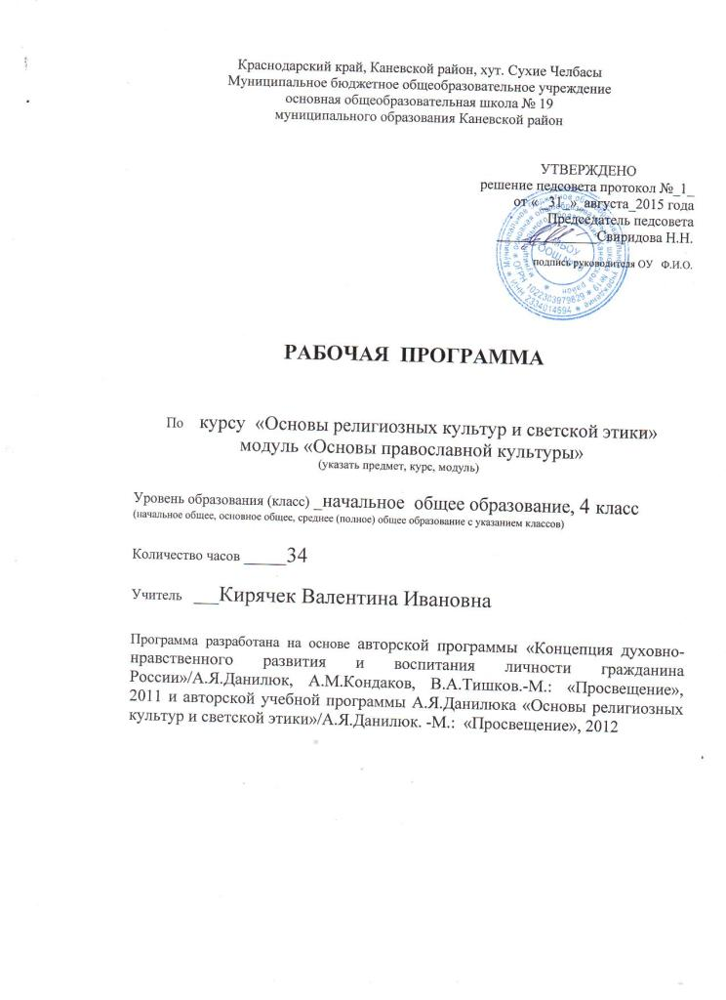 Краснодарский край, Каневской район, хут. Сухие Челбасы
Муниципальное бюджетное общеобразовательное учреждение
основная общеобразовательная школа № 19
муниципального образования Каневской район
УТВЕРЖДЕНО
решение педсовета протокол №_1_
от «_31_»_августа_2015 года
Председатель педсовета
_____________ Свиридова Н.Н.
подпись руководителя ОУ Ф.И.О.
РАБОЧАЯ ПРОГРАММА
По курсу «Основы религиозных культур и светской этики»
модуль «Основы православной культуры»
(указать предмет, курс, модуль)
Уровень образования (класс) _начальное общее образование, 4 класс
(начальное общее, основное общее, среднее (полное) общее образование с указанием классов)
Количество часов _____34
Учитель ___Кирячек Валентина Ивановна
Программа разработана на основе авторской программы «Концепция духовно-
нравственного развития и воспитания личности гражданина
России»/А.Я.Данилюк, А.М.Кондаков, В.А.Тишков.-М.: «Просвещение»,
2011 и авторской учебной программы А.Я.Данилюка «Основы религиозных
культур и светской этики»/А.Я.Данилюк. -М.: «Просвещение», 2012